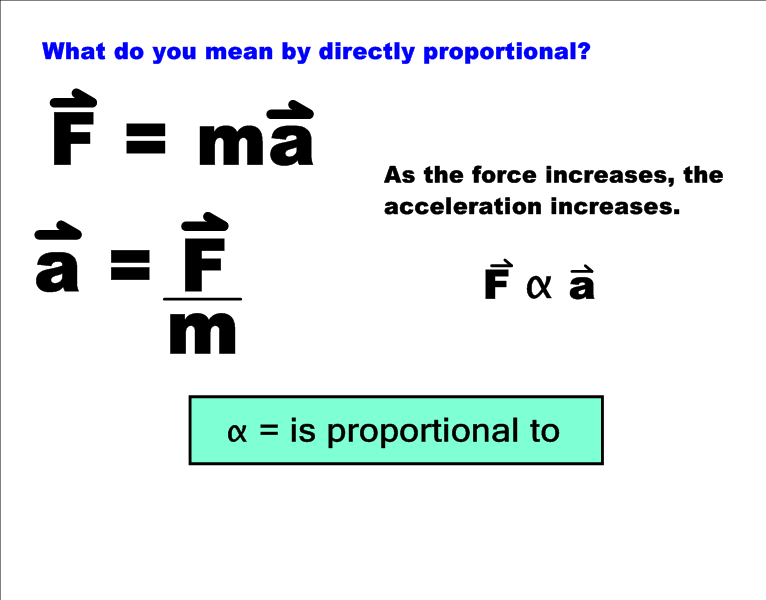 What do you mean by directly proportional?
F⃗ = ma⃗
As the force increases, the
acceleration increases.
a⃗ = F⃗
m
F⃗ α a⃗
α = is proportional to